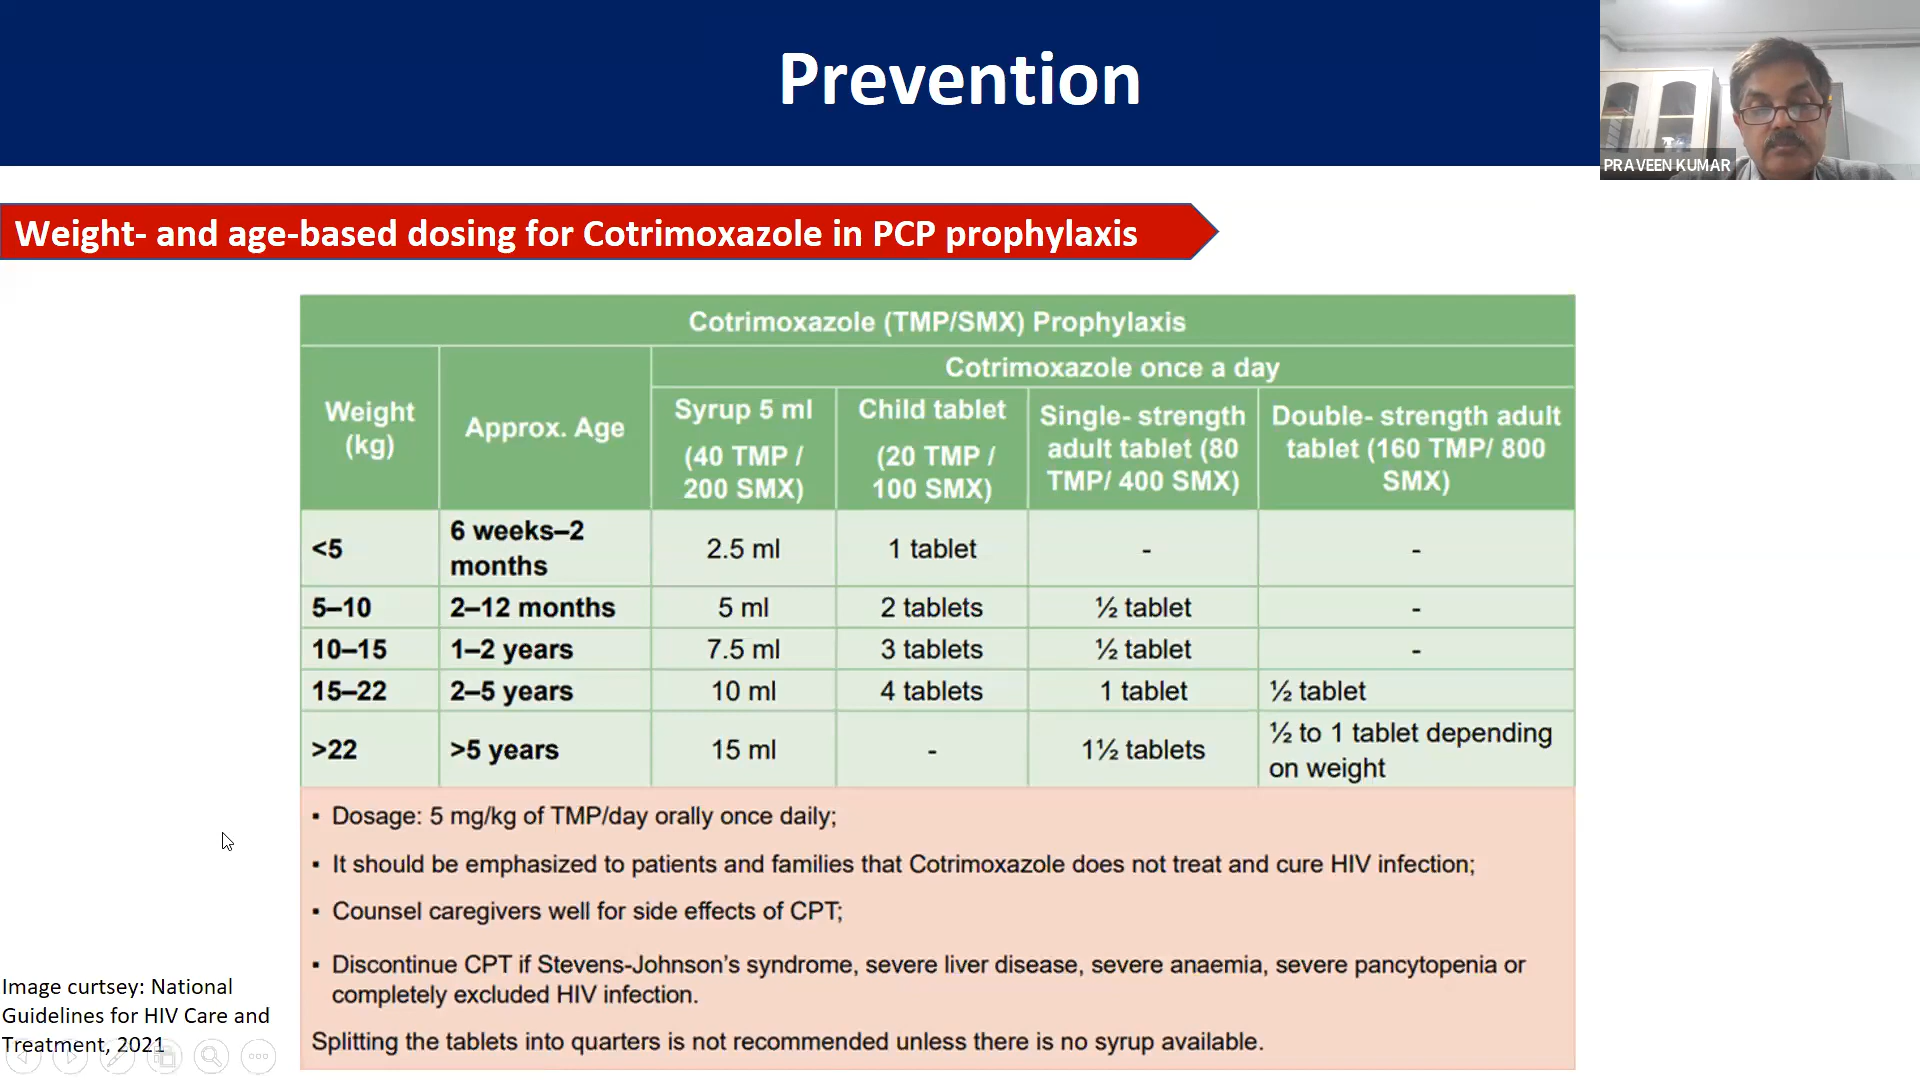 Prevention
PRAVEEN KUMAR
Weight- and age-based dosing for Cotrimoxazole in PCP prophylaxis
Cotrimoxazole (TMP/SMX) Prophylaxis
Weight
(kg)
Approx. Age
Cotrimoxazole once a day
Syrup 5 ml
(40 TMP /
200 SMX)
Child tablet
(20 TMP /
100 SMX)
Single- strength
adult tablet (80
TMP/ 400 SMX)
Double- strength adult
tablet (160 TMP/ 800
SMX)
<5
6 weeks–2
months
2.5 ml
1 tablet
-
-
5–10
2–12 months
5 ml
2 tablets
½ tablet
-
10–15
1–2 years
7.5 ml
3 tablets
½ tablet
-
15–22
2–5 years
10 ml
4 tablets
1 tablet
½ tablet
>22
>5 years
15 ml
-
1½ tablets
½ to 1 tablet depending
on weight
▪ Dosage: 5 mg/kg of TMP/day orally once daily;
▪ It should be emphasized to patients and families that Cotrimoxazole does not treat and cure HIV infection;
▪ Counsel caregivers well for side effects of CPT;
▪ Discontinue CPT if Stevens-Johnson's syndrome, severe liver disease, severe anaemia, severe pancytopenia or
completely excluded HIV infection.
Splitting the tablets into quarters is not recommended unless there is no syrup available.
Image curtsey: National
Guidelines for HIV Care and
Treatment, 2021